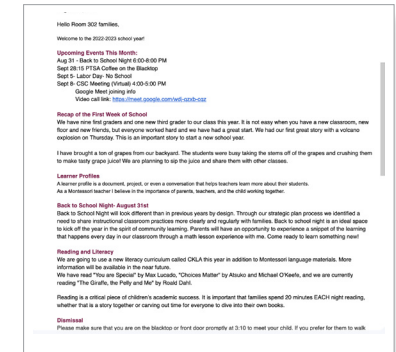 Hello Room 302 families,
Welcome to the 2022-2023 school year!
Upcoming Events This Month:
Aug 31 - Back to School Night 6:00-8:00 PM
Sept 28:15 PTSA Coffee on the Blacktop
Sept 5- Labor Day- No School
Sept 8- CSC Meeting (Virtual) 4:00-5:00 PM
Google Meet joining info
Video call link: https://meet.google.com/
Recap of the First Week of School
We have nine first graders and one new third grader to our class this year. It is not easy when you have a new classroom, new
floor and new friends, but everyone worked hard and we have had a great start. We had our first great story with a volcano
explosion on Thursday. This is an important story to start a new school year.
I have brought a ton of grapes from our backyard. The students were busy taking the stems off of the grapes and crushing them
to make tasty grape juice! We are planning to sip the juice and share them with other classes.
Learner Profiles
A learner profile is a document, project, or even a conversation that helps teachers learn more about their students.
As a Montessori teacher I believe in the importance of parents, teachers, and the child working together.
Back to School Night- August 31st
Back to School Night will look different than in previous years by design. Through our strategic plan process we identified a
need to share instructional classroom practices more clearly and regularly with families. Back to school night is an ideal space
to kick off the year in the spirit of community learning. Parents will have an opportunity to experience a snippet of the learning
that happens every day in our classroom through a math lesson experience with me. Come ready to learn something new!
Reading and Literacy
We are going to use a new literacy curriculum called CKLA this year in addition to Montessori language materials. More
information will be available in the near future.
We have read "You are Special" by Max Lucado, "Choices Matter" by Atsuko and Michael O'Keefe, and we are currently
reading "The Giraffe, the Pelly and Me" by Roald Dahl.
Reading is a critical piece of children's academic success. It is important that families spend 20 minutes EACH night reading,
whether that is a story together or carving out time for everyone to dive into their own books.
Dismissal
Please make sure that you are on the blacktop or front door promptly at 3:10 to meet your child. If you prefer for them to walk